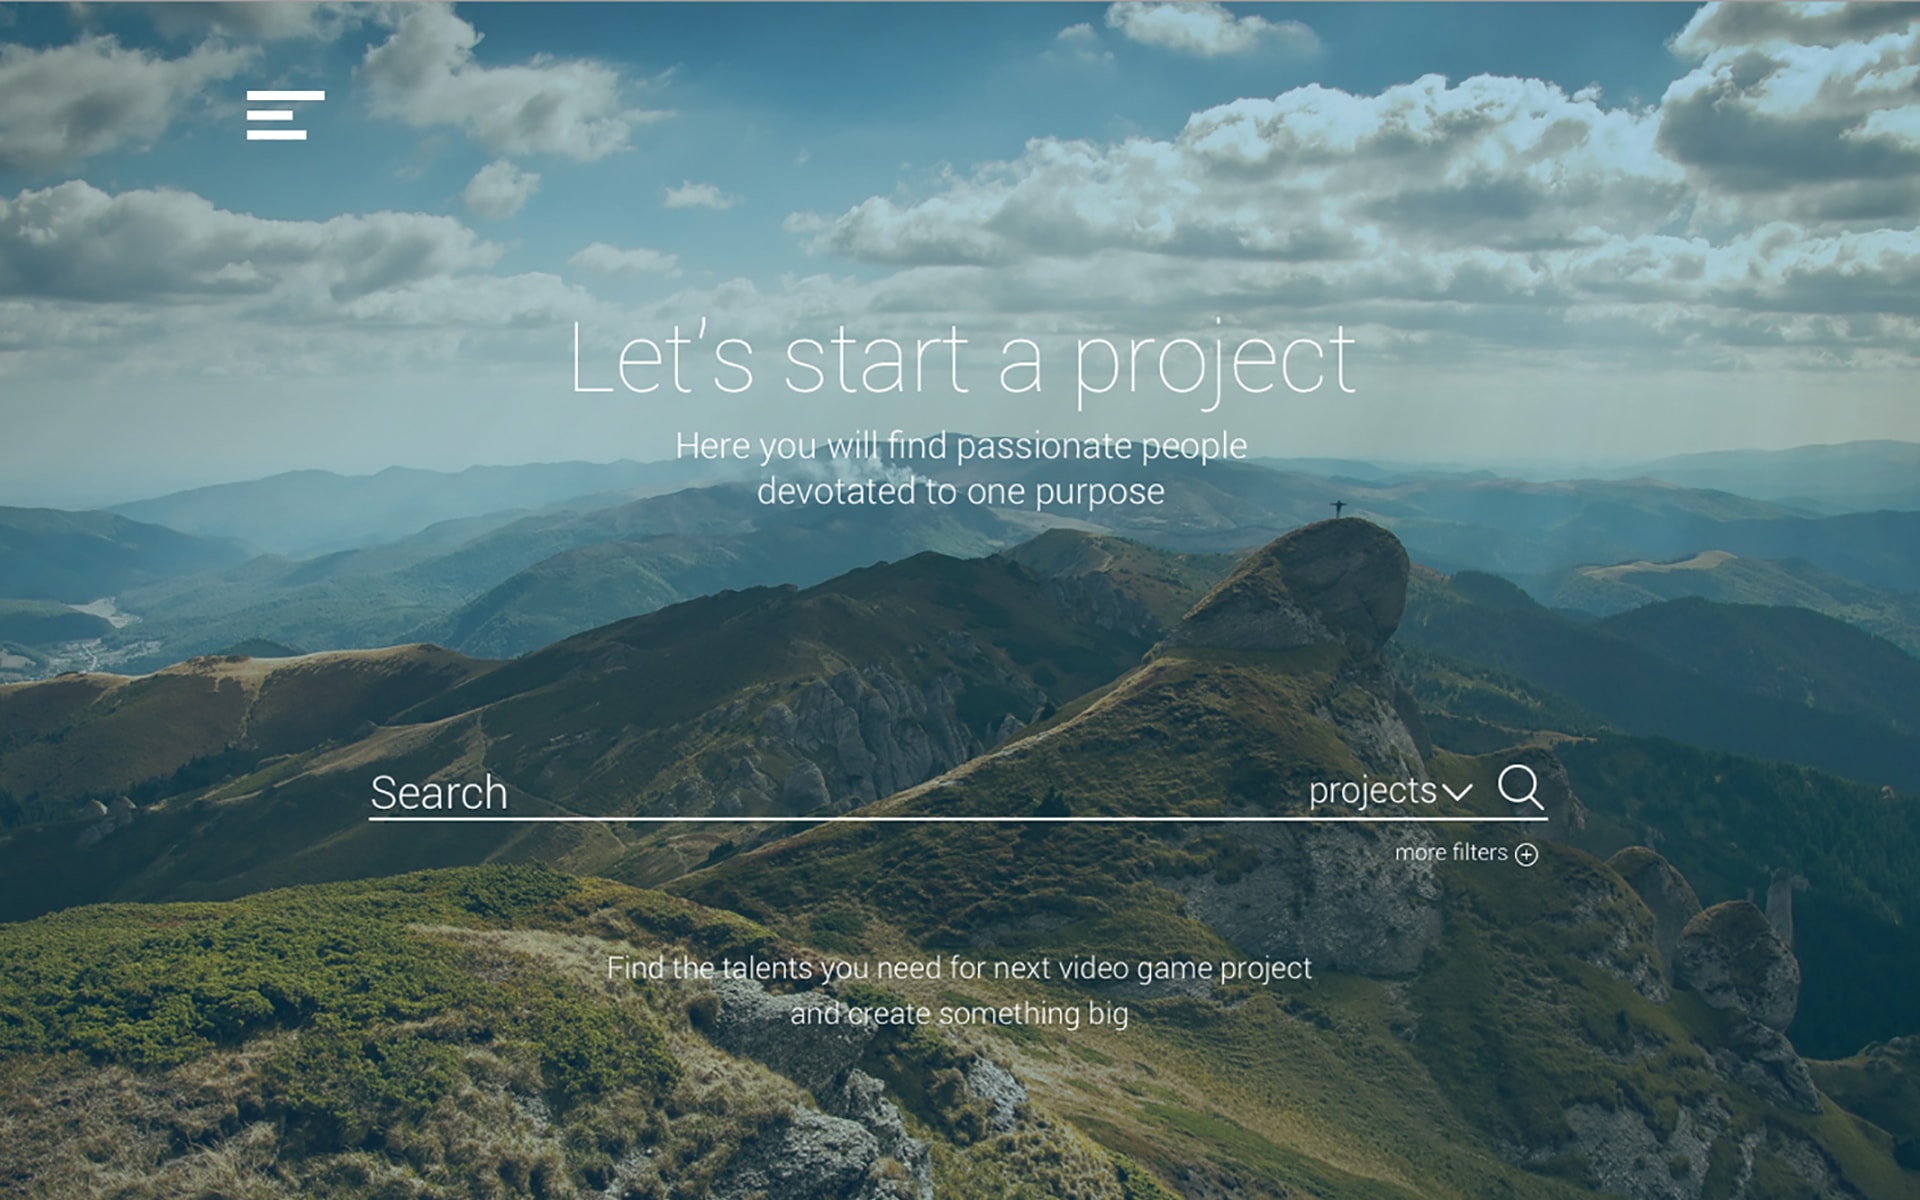 Let's start a project
Here you will find passionate people
devotated to one purpose
Search
projects
more filters
Find the talents you need for next video game project
and create something big